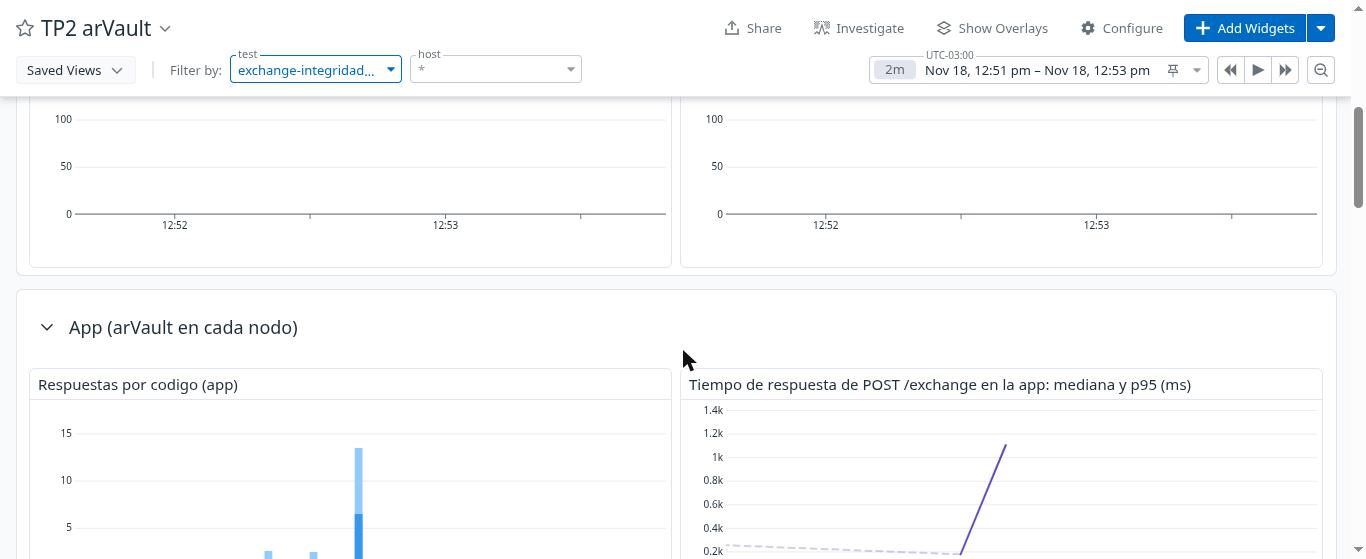 TP2 arVault
Share
Investigate
Show Overlays
Configure
Add Widgets
Saved Views
Filter by:
test
exchange-integridad...
host
*
UTC-03:00
2m
Nov 18, 12:51 pm – Nov 18, 12:53 pm
100
50
0
12:52
12:53
100
50
0
12:52
12:53
App (arVault en cada nodo)
Respuestas por codigo (app)
15
10
5
Tiempo de respuesta de POST /exchange en la app: mediana y p95 (ms)
1.4k
1.2k
1k
0.8k
0.6k
0.4k
0.2k